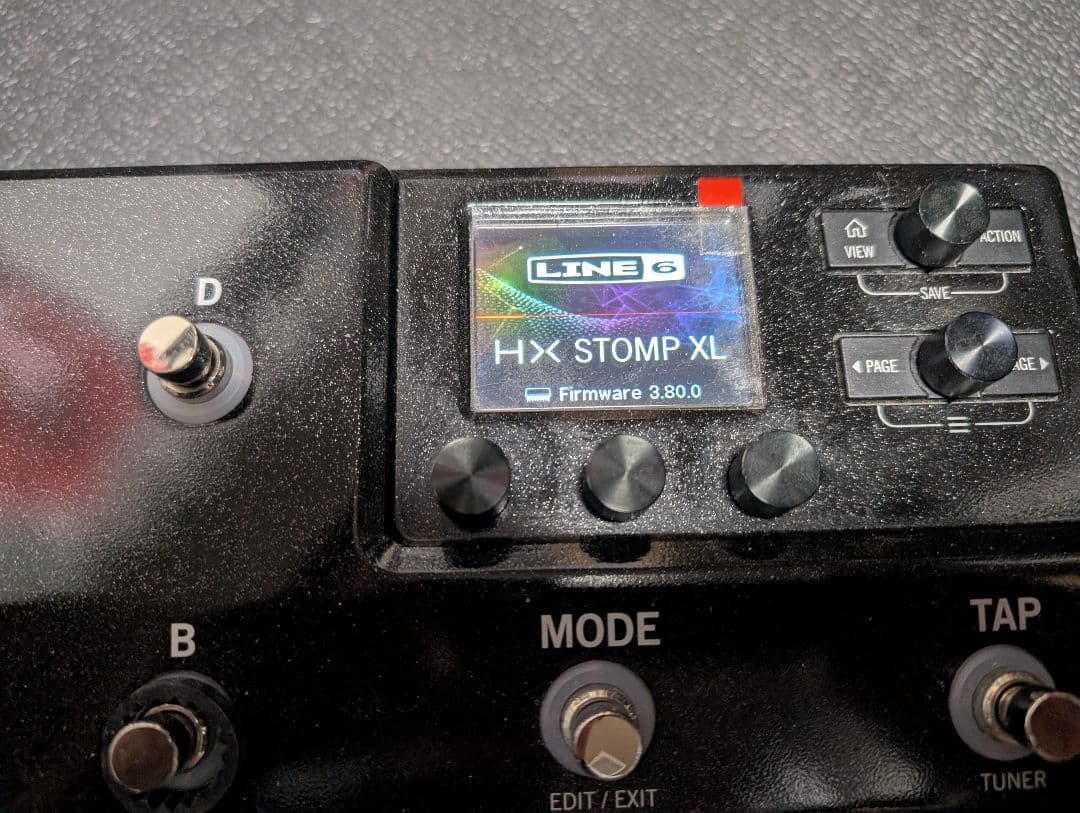 VIEW
ACTION
SAVE
D
LINE 6
HX STOMP XL
Firmware 3.80.0
PAGE
B
MODE
TAP
EDIT / EXIT
TUNER